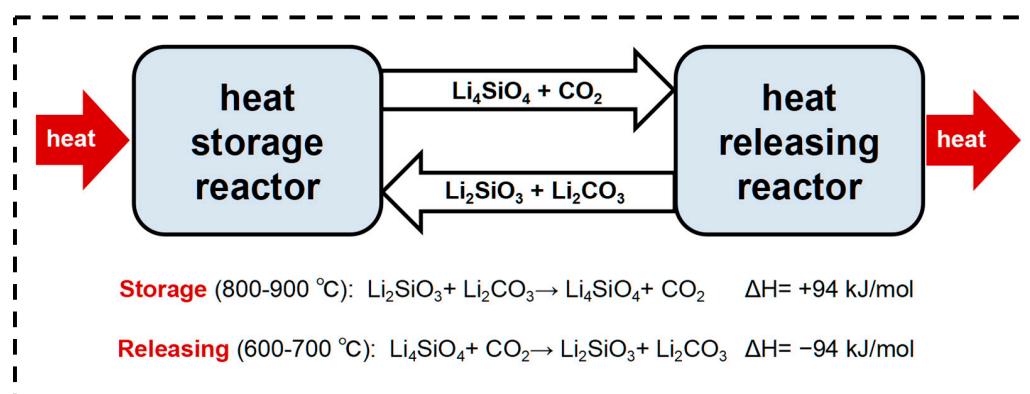 heat
heat
storage
reactor
Li₄SiO₄ + CO₂
Li₂SiO₃ + Li₂CO₃
heat
releasing
reactor
heat
Storage (800-900 ℃): Li₂SiO₃+ Li₂CO₃→ Li₄SiO₄+ CO₂ ΔH= +94 kJ/mol
Releasing (600-700 ℃): Li₄SiO₄+ CO₂→ Li₂SiO₃+ Li₂CO₃ ΔH= −94 kJ/mol